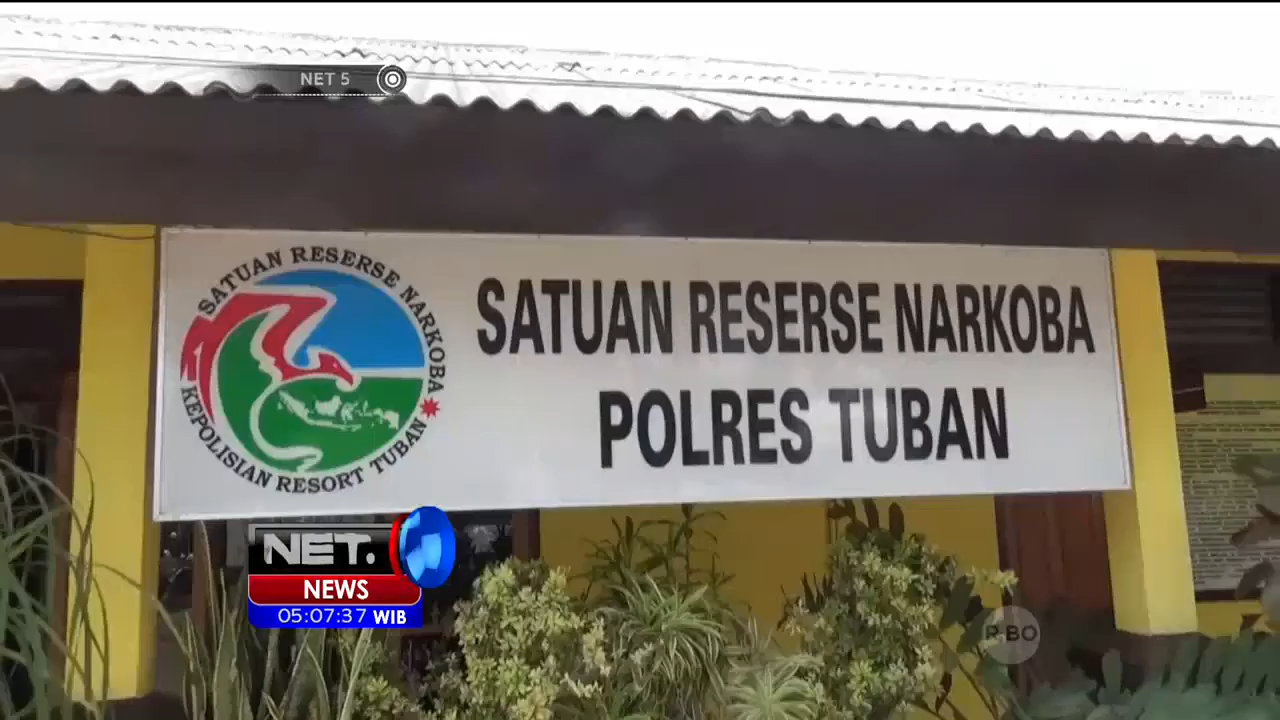 NET 5
SATUAN RESERSE NARKOBA
KEPOLISIAN RESORT TUBAN
SATUAN RESERSE NARKOBA
POLRES TUBAN
NET.
NEWS
05:07:37 WIB
R-BO